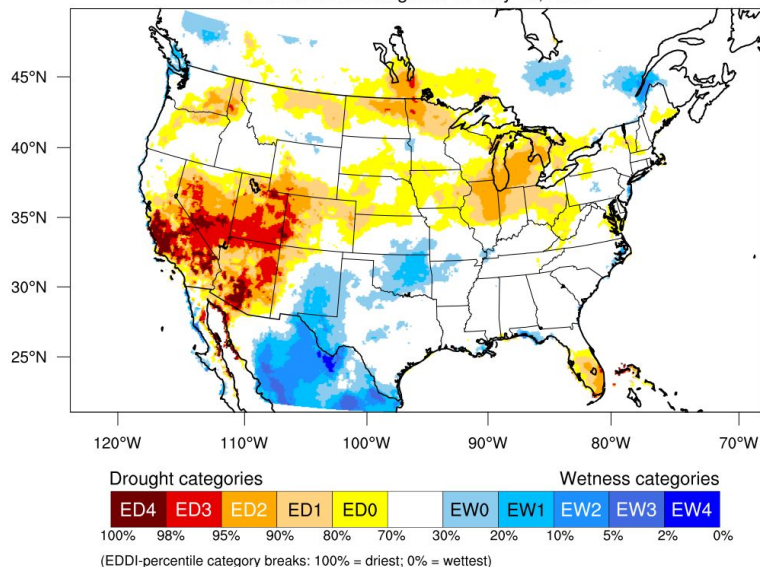 45°N
40°N
35°N
30°N
25°N
120°W 110°W 100°W 90°W 80°W 70°W
Drought categories Wetness categories
ED4 ED3 ED2 ED1 ED0 EW0 EW1 EW2 EW3 EW4
100% 98% 95% 90% 80% 70% 30% 20% 10% 5% 2% 0%
(EDDI-percentile category breaks: 100% = driest; 0% = wettest)